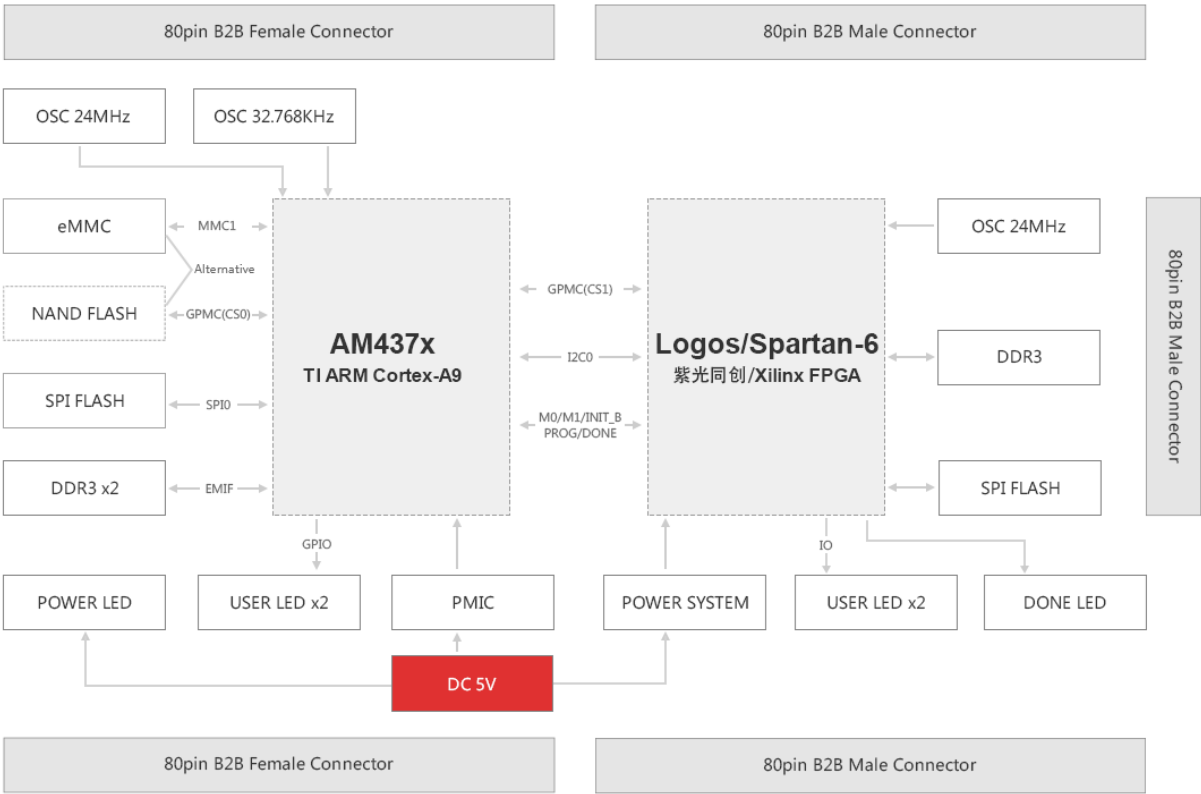 80pin B2B Female Connector
80pin B2B Male Connector
OSC 24MHz
OSC 32.768KHz
eMMC
MMC1
Alternative
NAND FLASH
GPMC(CS0)
SPI FLASH
SPI0
DDR3 x2
EMIF
AM437x
TI ARM Cortex-A9
GPMC(CS1)
I2C0
M0/M1/INIT_B
PROG/DONE
Logos/Spartan-6
紫光同创/Xilinx FPGA
OSC 24MHz
DDR3
SPI FLASH
80pin B2B Male Connector
GPIO
IO
POWER LED
USER LED x2
PMIC
POWER SYSTEM
USER LED x2
DONE LED
DC 5V
80pin B2B Female Connector
80pin B2B Male Connector